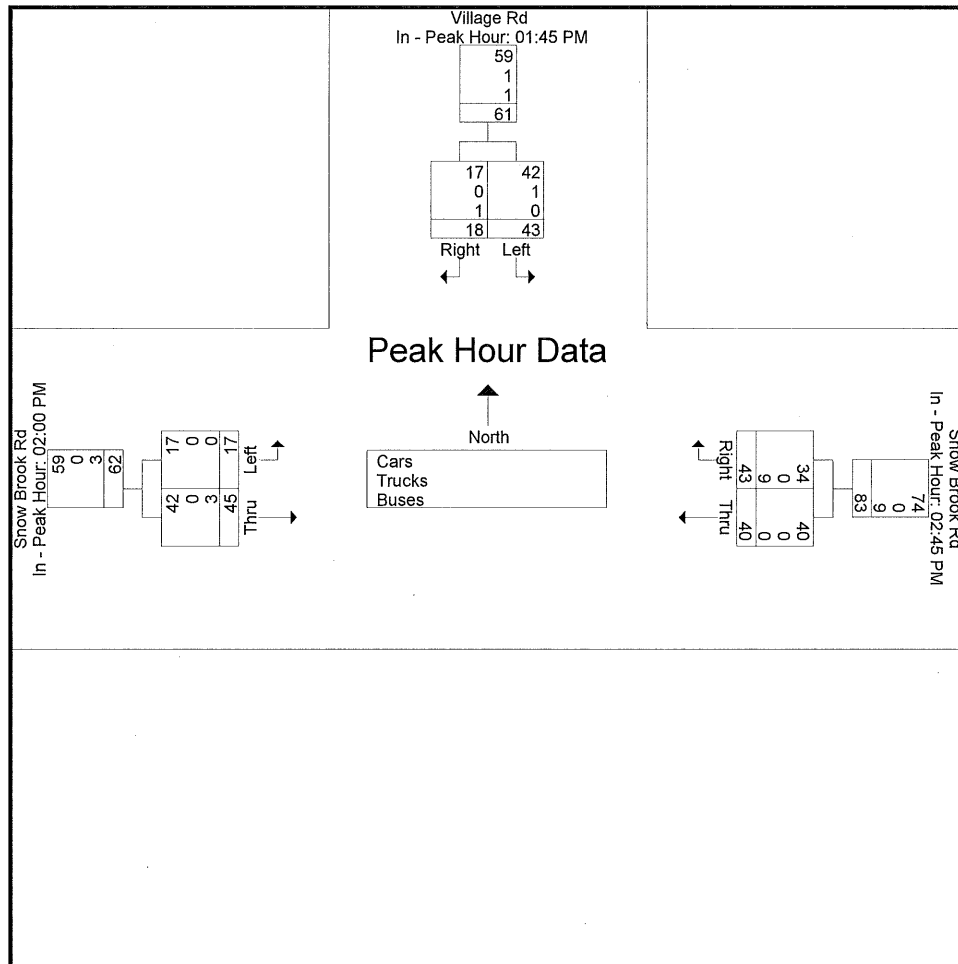 Village Rd
In - Peak Hour: 01:45 PM
59
1
1
61
17 42
0 1
1 0
18 43
Right Left
Peak Hour Data
North
Cars
Trucks
Buses
Snow Brook Rd
In - Peak Hour: 02:00 PM
59 0 3 62
17 0 0 17
Left
42 0 3 45
Thru
Snow Brook Rd
In - Peak Hour: 02:45 PM
74 0 9 83
34 0 9 43
Right
40 0 0 40
Thru